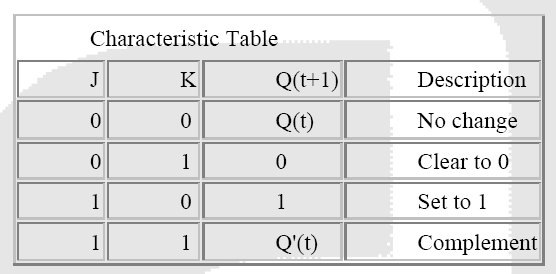 Characteristic Table
J K Q(t+1) Description
0 0 Q(t) No change
0 1 0 Clear to 0
1 0 1 Set to 1
1 1 Q'(t) Complement